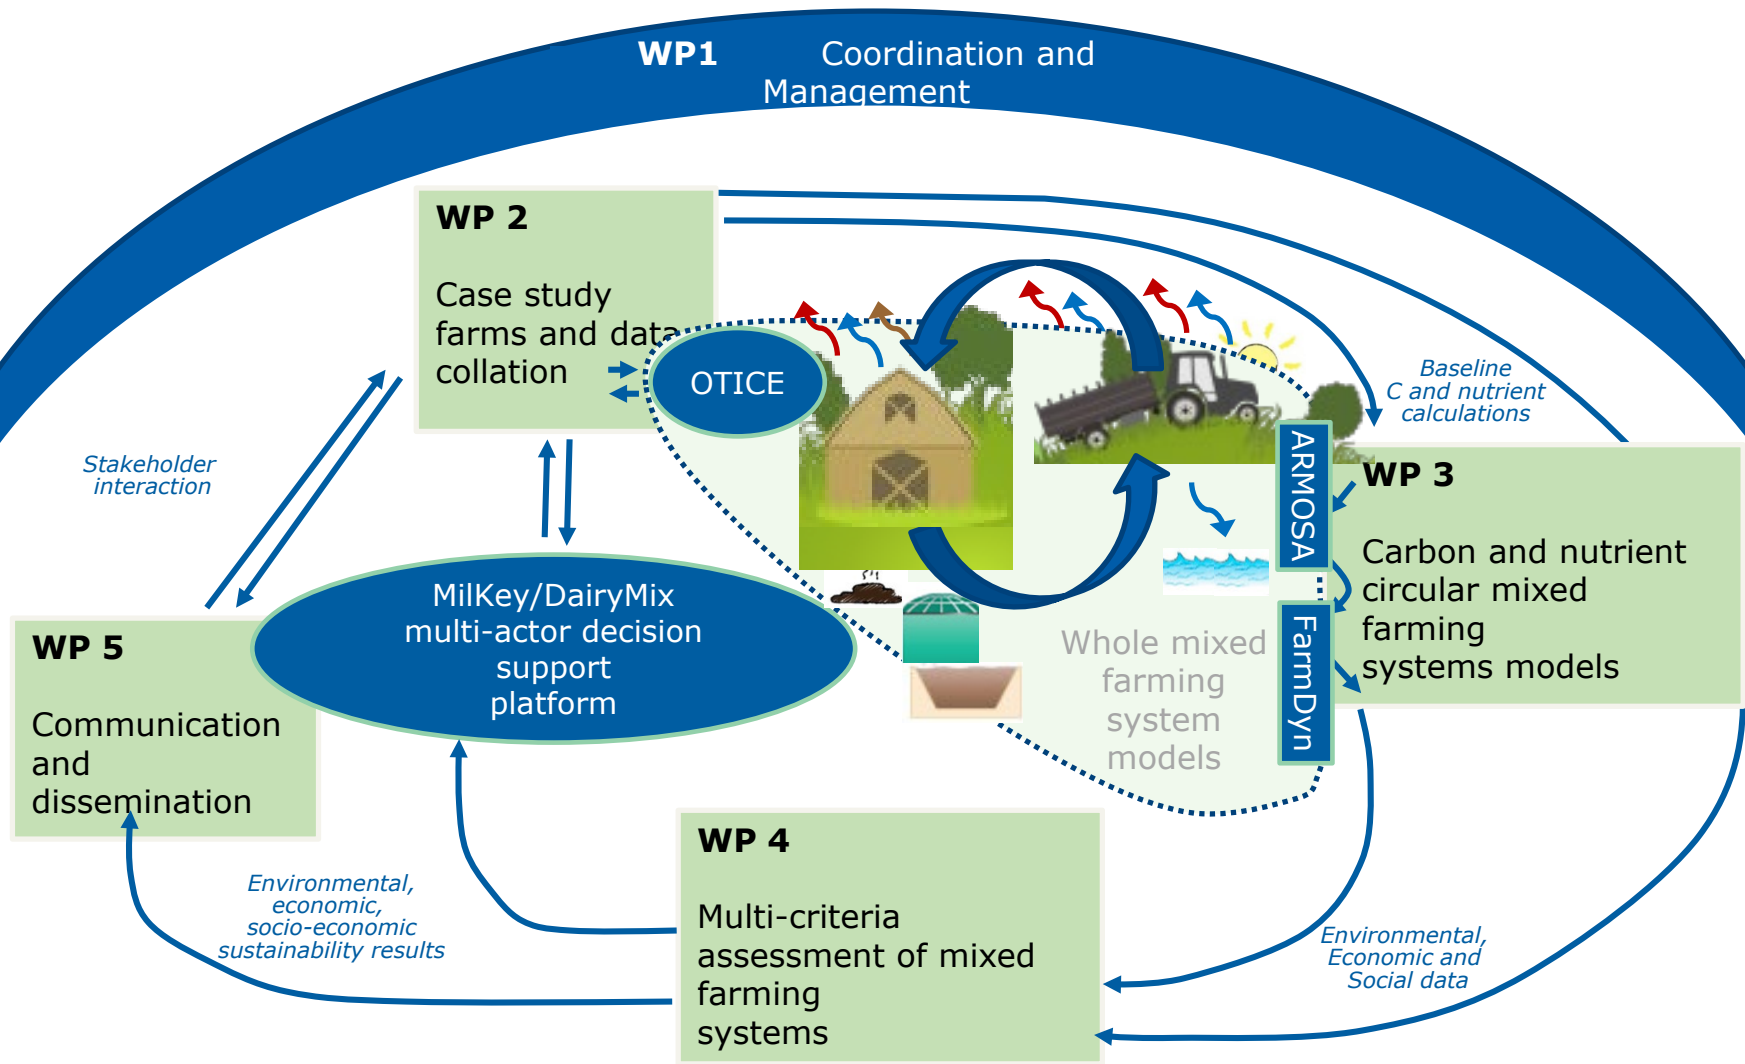 WP1 Coordination and
Management
WP 2
Case study
farms and data
collation
OTICE
Baseline
C and nutrient
calculations
Stakeholder
interaction
ARMOSA
WP 3
Carbon and nutrient
circular mixed
farming
systems models
FarmDyn
MilKey/DairyMix
multi-actor decision
support
platform
Whole mixed
farming
system
models
WP 5
Communication
and
dissemination
WP 4
Multi-criteria
assessment of mixed
farming
systems
Environmental,
economic,
socio-economic
sustainability results
Environmental,
Economic and
Social data